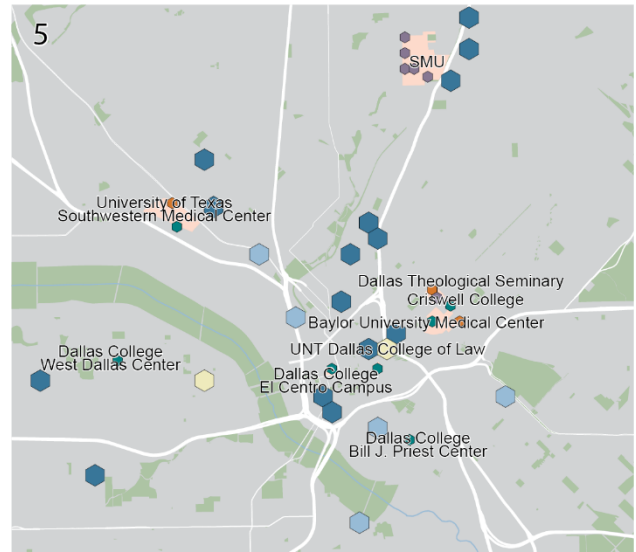 5
SMU
University of Texas
Southwestern Medical Center
Dallas Theological Seminary
Criswell College
Baylor University Medical Center
UNT Dallas College of Law
Dallas College
West Dallas Center
Dallas College
El Centro Campus
Dallas College
Bill J. Priest Center